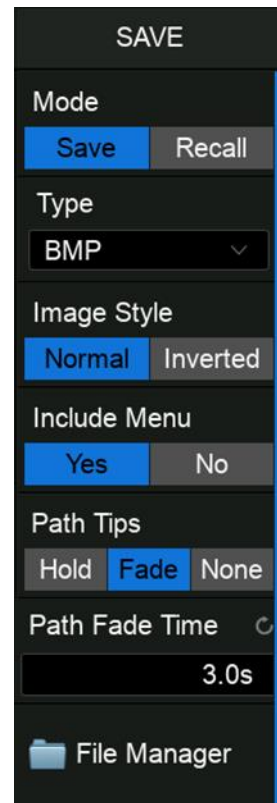 SAVE
Mode
Save Recall
Type
BMP
Image Style
Normal Inverted
Include Menu
Yes No
Path Tips
Hold Fade None
Path Fade Time
3.0s
File Manager